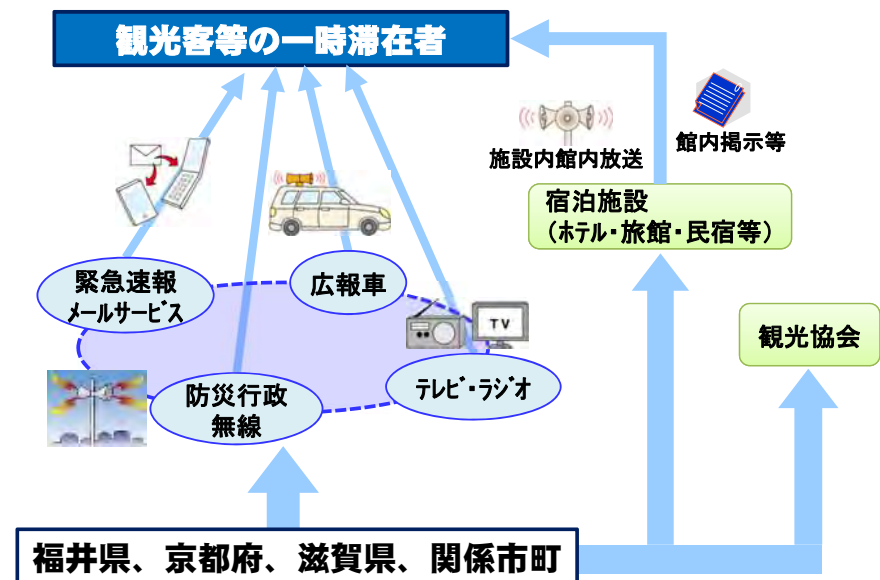 観光客等の一時滞在者
施設内館内放送
館内掲示等
宿泊施設
（ホテル・旅館・民宿等）
緊急速報
メールサービス
広報車
TV
観光協会
防災行政
無線
テレビ・ラジオ
福井県、京都府、滋賀県、関係市町